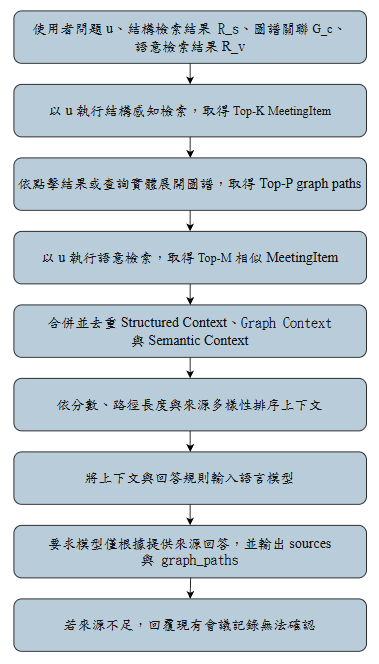 使用者問題 u、結構檢索結果 R_s、圖譜關聯 G_c、
語意檢索結果 R_v
以 u 執行結構感知檢索，取得 Top-K MeetingItem
依點擊結果或查詢實體展開圖譜，取得 Top-P graph paths
以 u 執行語意檢索，取得 Top-M 相似 MeetingItem
合併並去重 Structured Context、Graph Context
與 Semantic Context
依分數、路徑長度與來源多樣性排序上下文
將上下文與回答規則輸入語言模型
要求模型僅根據提供來源回答，並輸出 sources
與 graph_paths
若來源不足，回覆現有會議記錄無法確認